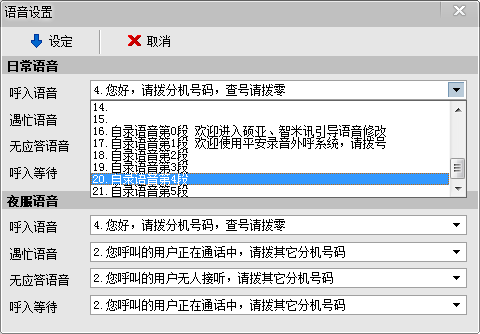 语音设置
设定 取消
日常语音
呼入语音 4.您好，请拨分机号码，查号请拨零
遇忙语音
无应答语音
呼入等待
14.
15.
16.自录语音第0段 欢迎进入硕亚、智米讯引导语音修改
17.自录语音第1段 欢迎使用平安录音外呼系统，请拨号
18.自录语音第2段
19.自录语音第3段
20.自录语音第4段
21.自录语音第5段
夜服语音
呼入语音 4.您好，请拨分机号码，查号请拨零
遇忙语音 2.您呼叫的用户正在通话中，请拨其它分机号码
无应答语音 2.您呼叫的用户无人接听，请拨其它分机号码
呼入等待 2.您呼叫的用户正在通话中，请拨其它分机号码